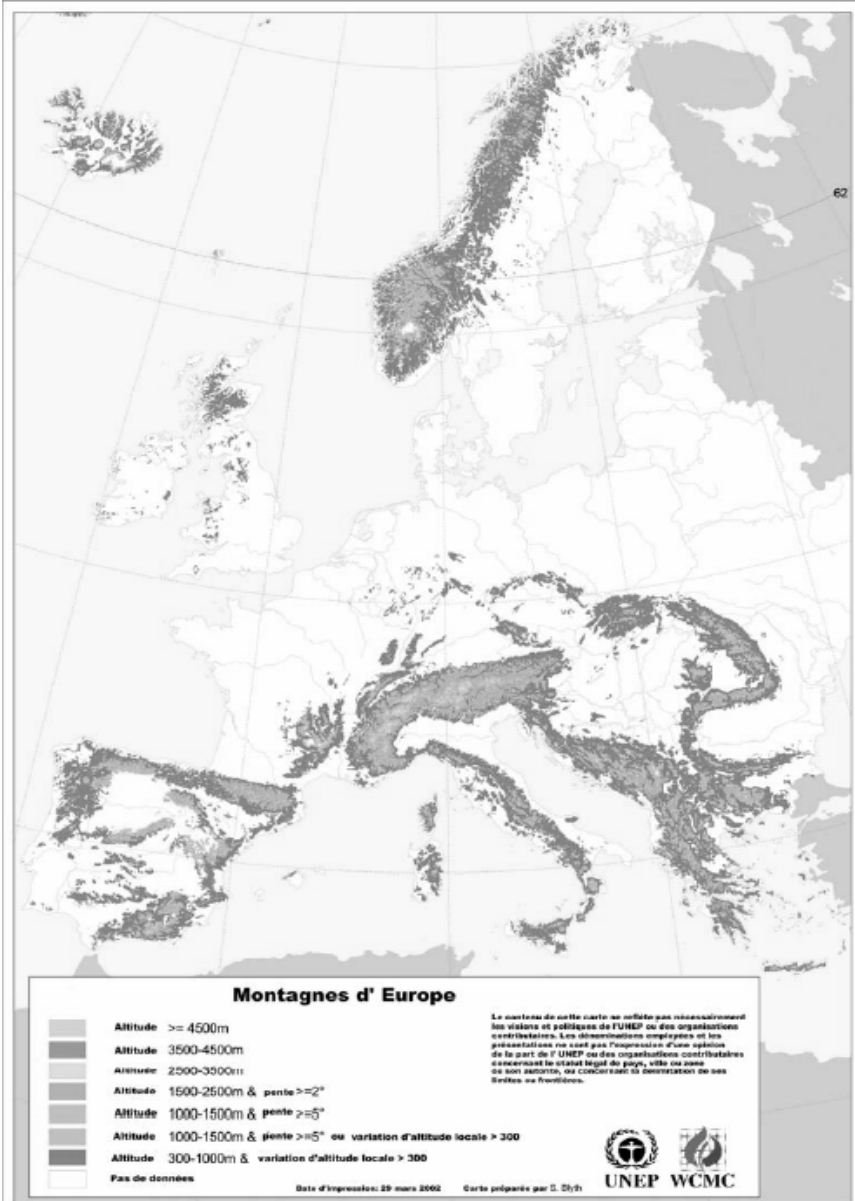 62
Montagnes d' Europe
Altitude >= 4500m
Altitude 3500-4500m
Altitude 2500-3500m
Altitude 1500-2500m & pente >=2°
Altitude 1000-1500m & pente >=5°
Altitude 1000-1500m & pente >=5° ou variation d'altitude locale > 300
Altitude 300-1000m & variation d'altitude locale > 300
Pas de données
Le contenu de cette carte ne reflète pas nécessairement
les visions et politiques de l'UNEP ou des organisations
contributaires. Les dénominations employées et les
présentations ne sont pas l'expression d'une opinion
de la part de l' UNEP ou des organisations contributaires
concernant le statut légal de pays, ville ou zone
ou son autorité, ou concernant la délimitation de ses
limites ou frontières.
UNEP WCMC
Date d'impression: 29 mars 2002 Carte préparée par S. Blyth